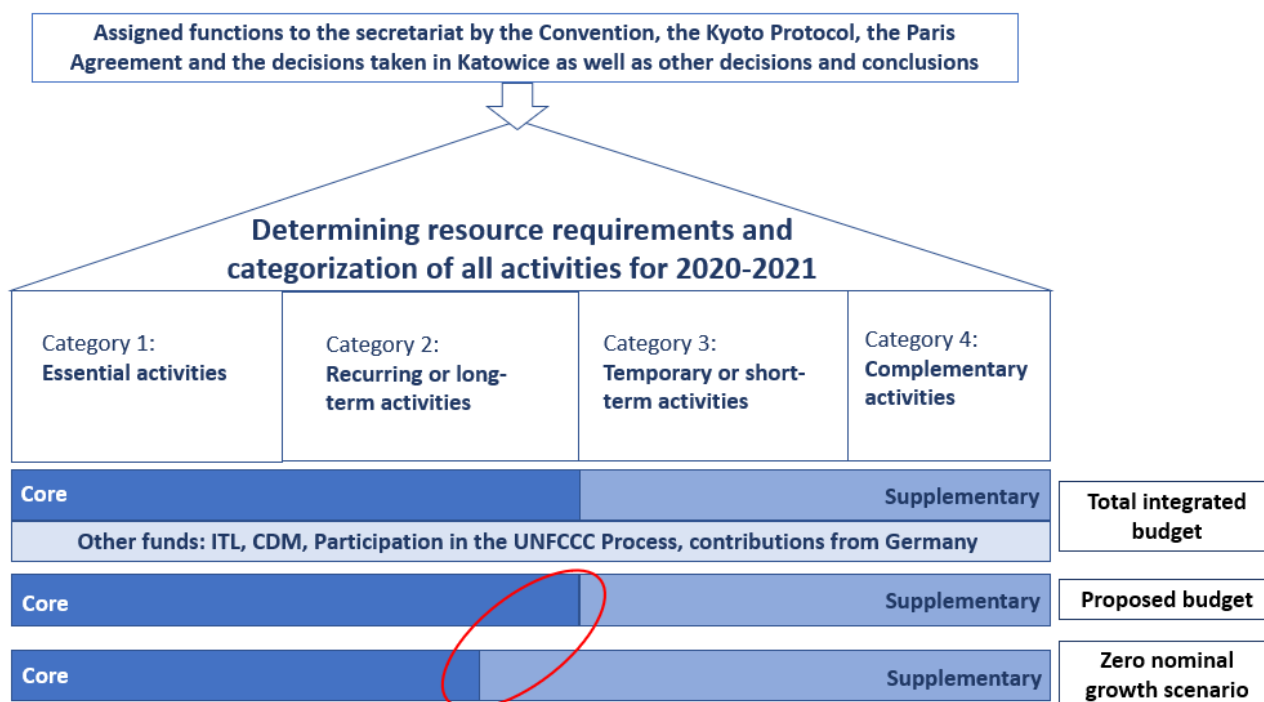 Assigned functions to the secretariat by the Convention, the Kyoto Protocol, the Paris
Agreement and the decisions taken in Katowice as well as other decisions and conclusions
Determining resource requirements and
categorization of all activities for 2020-2021
Category 1:
Essential activities
Category 2:
Recurring or long-
term activities
Category 3:
Temporary or short-
term activities
Category 4:
Complementary
activities
Core
Supplementary
Total integrated
budget
Other funds: ITL, CDM, Participation in the UNFCCC Process, contributions from Germany
Core
Supplementary
Proposed budget
Core
Supplementary
Zero nominal
growth scenario